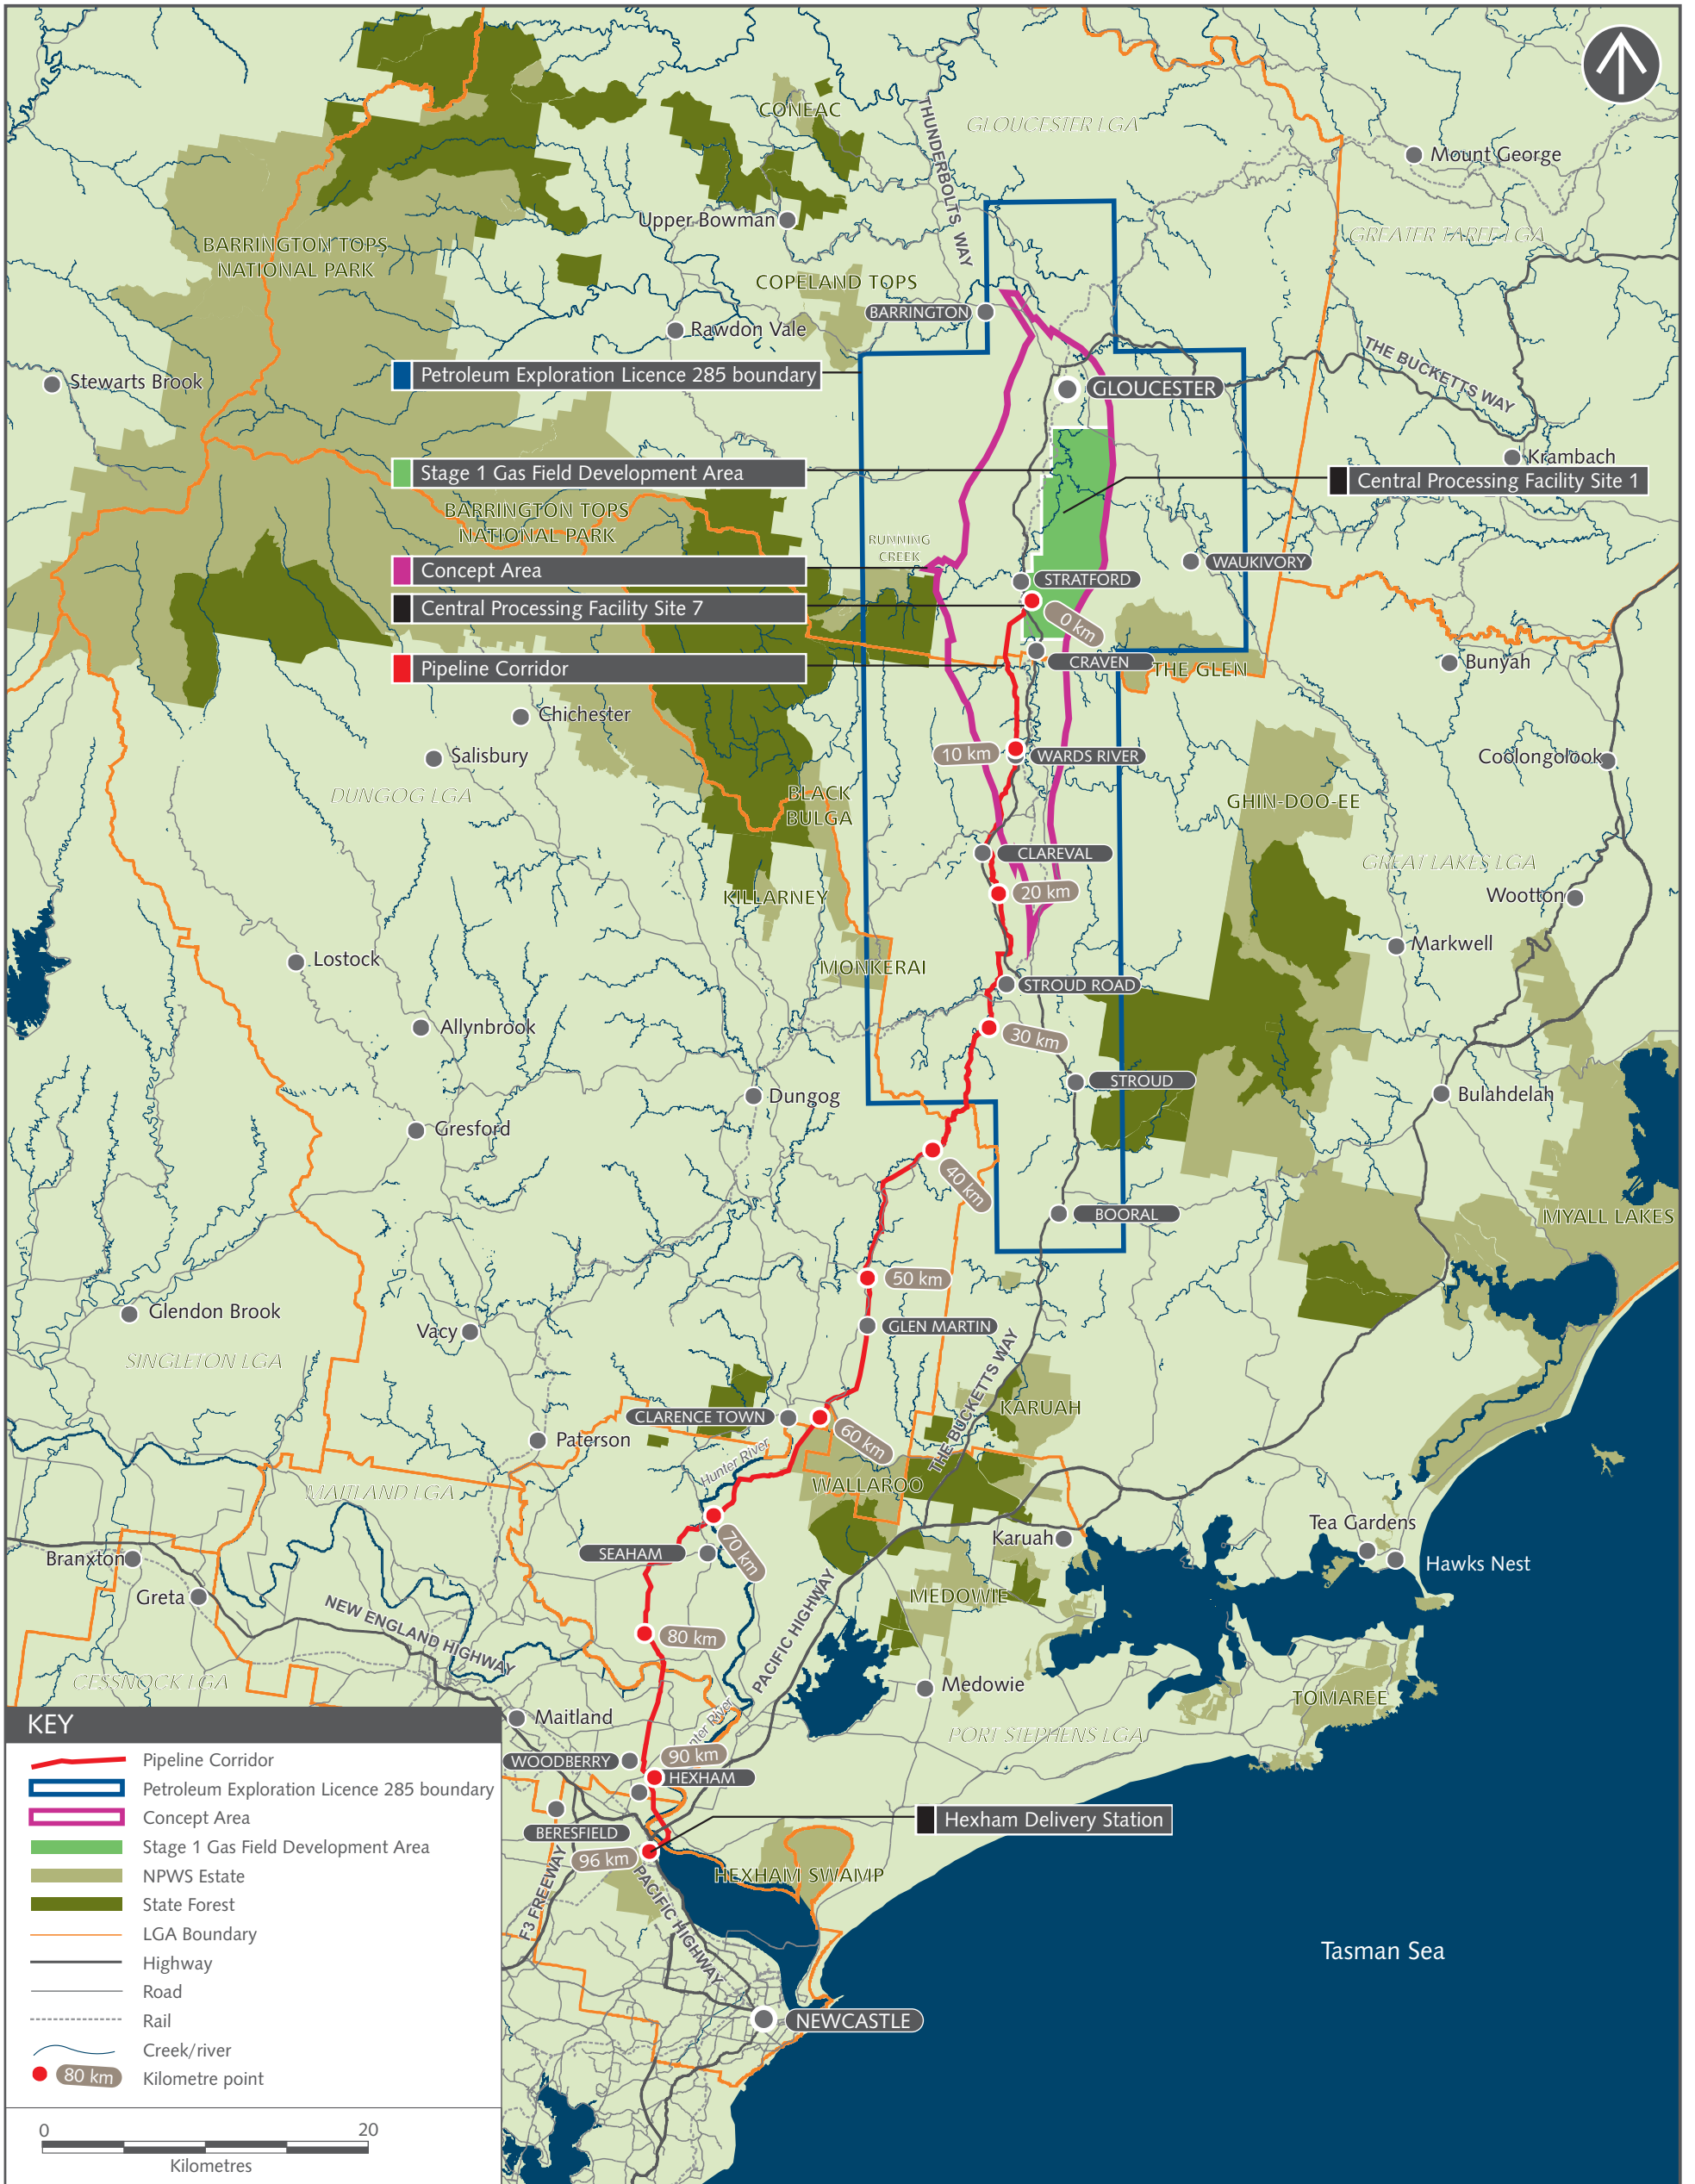 CONEAC
THUNDERBOLTS WAY
GLOUCESTER LGA
Mount George
Upper Bowman
GREATER TAREE LGA
BARRINGTON TOPS
NATIONAL PARK
COPELAND TOPS
BARRINGTON
Rawdon Vale
THE BUCKETTS WAY
Stewarts Brook
Petroleum Exploration Licence 285 boundary
GLOUCESTER
Krambach
Stage 1 Gas Field Development Area
Central Processing Facility Site 1
BARRINGTON TOPS
NATIONAL PARK
RUNNING
CREEK
WAUKIVORY
Concept Area
STRATFORD
Central Processing Facility Site 7
0 km
Pipeline Corridor
CRAVEN
THE GLEN
Bunyah
Chichester
Salisbury
10 km
WARDS RIVER
Coolongolook
DUNGOG LGA
BLACK
BULGA
GHIN-DOO-EE
CLAREVAL
GREAT LAKES LGA
KILLARNEY
20 km
Wootton
Markwell
Lostock
MONKERAI
STROUD ROAD
Allynbrook
30 km
STROUD
Dungog
Bulahdelah
Gresford
40 km
BOORAL
MYALL LAKES
50 km
Glendon Brook
GLEN MARTIN
Vacy
SINGLETON LGA
THE BUCKETTS WAY
KARUAH
CLARENCE TOWN
60 km
Paterson
Hunter River
WALLAROO
MAITLAND LGA
Tea Gardens
Karuah
70 km
SEAHAM
Branxton
Hawks Nest
Greta
MEDOWIE
NEW ENGLAND HIGHWAY
PACIFIC HIGHWAY
80 km
CESSNOCK LGA
Medowie
TOMAREE
Maitland
PORT STEPHENS LGA
90 km
WOODBERRY
HEXHAM
Hexham Delivery Station
BERESFIELD
96 km
HEXHAM SWAMP
F3 FREEWAY
PACIFIC HIGHWAY
Tasman Sea
NEWCASTLE
KEY
Pipeline Corridor
Petroleum Exploration Licence 285 boundary
Concept Area
Stage 1 Gas Field Development Area
NPWS Estate
State Forest
LGA Boundary
Highway
Road
Rail
Creek/river
80 km
Kilometre point
0
20
Kilometres